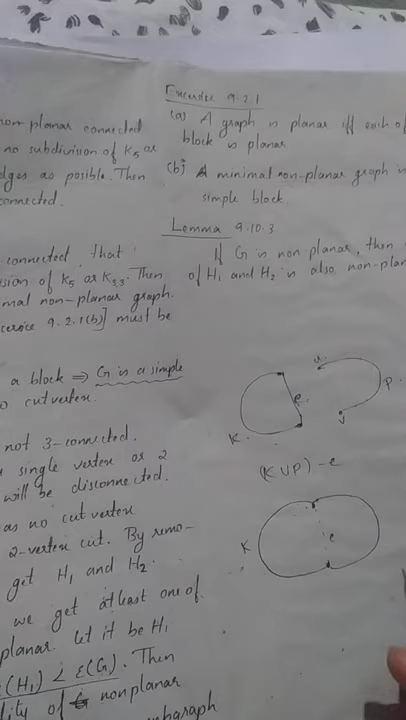 Exercise 9.2.1
(a) A graph is planar iff each of
block is planar
(b) A minimal non-planar graph is
simple block.
Lemma 9.10.3
If G is non planar, then
of H1 and H2 is also non-plan
non planar connected
no subdivision of K5 or
dges as posible. Then
connected.
connected, that
sion of K5 or K3,3. Then
mal non-planar graph.
ercise 9.2.1(b)] must be
a block ⇒ G is a simple
o cutvertex.
not 3-connected.
single vertex or 2
will be disconnected.
as no cutvertex
2-vertex cut. By remo-
get H1 and H2.
we get atleast one of
planar. let it be H1
ε(H1) < ε(G). Then
lity of G nonplanar
subgraph
u
e
P
v
K
(K∪P)-e
K
e